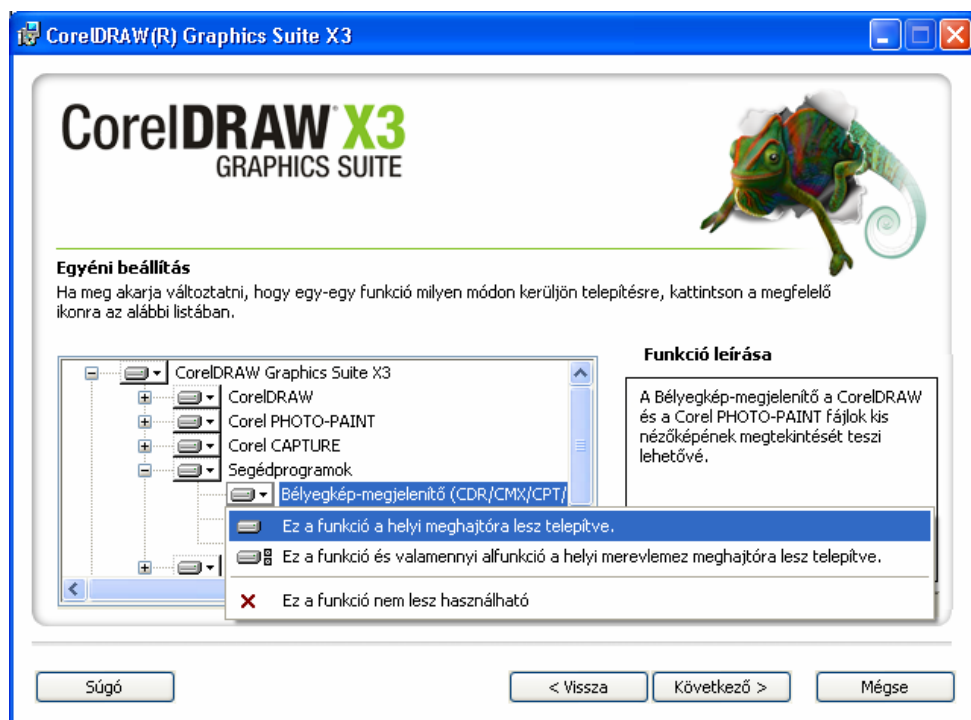 CorelDRAW(R) Graphics Suite X3
CorelDRAW X3
GRAPHICS SUITE
Egyéni beállítás
Ha meg akarja változtatni, hogy egy-egy funkció milyen módon kerüljön telepítésre, kattintson a megfelelő
ikonra az alábbi listában.
CorelDRAW Graphics Suite X3
CorelDRAW
Corel PHOTO-PAINT
Corel CAPTURE
Segédprogramok
Bélyegkép-megjelenítő (CDR/CMX/CPT/
Ez a funkció a helyi meghajtóra lesz telepítve.
Ez a funkció és valamennyi alfunkció a helyi merevlemez meghajtóra lesz telepítve.
Ez a funkció nem lesz használható
Funkció leírása
A Bélyegkép-megjelenítő a CorelDRAW
és a Corel PHOTO-PAINT fájlok kis
nézőképének megtekintését teszi
lehetővé.
Súgó
< Vissza
Következő >
Mégse